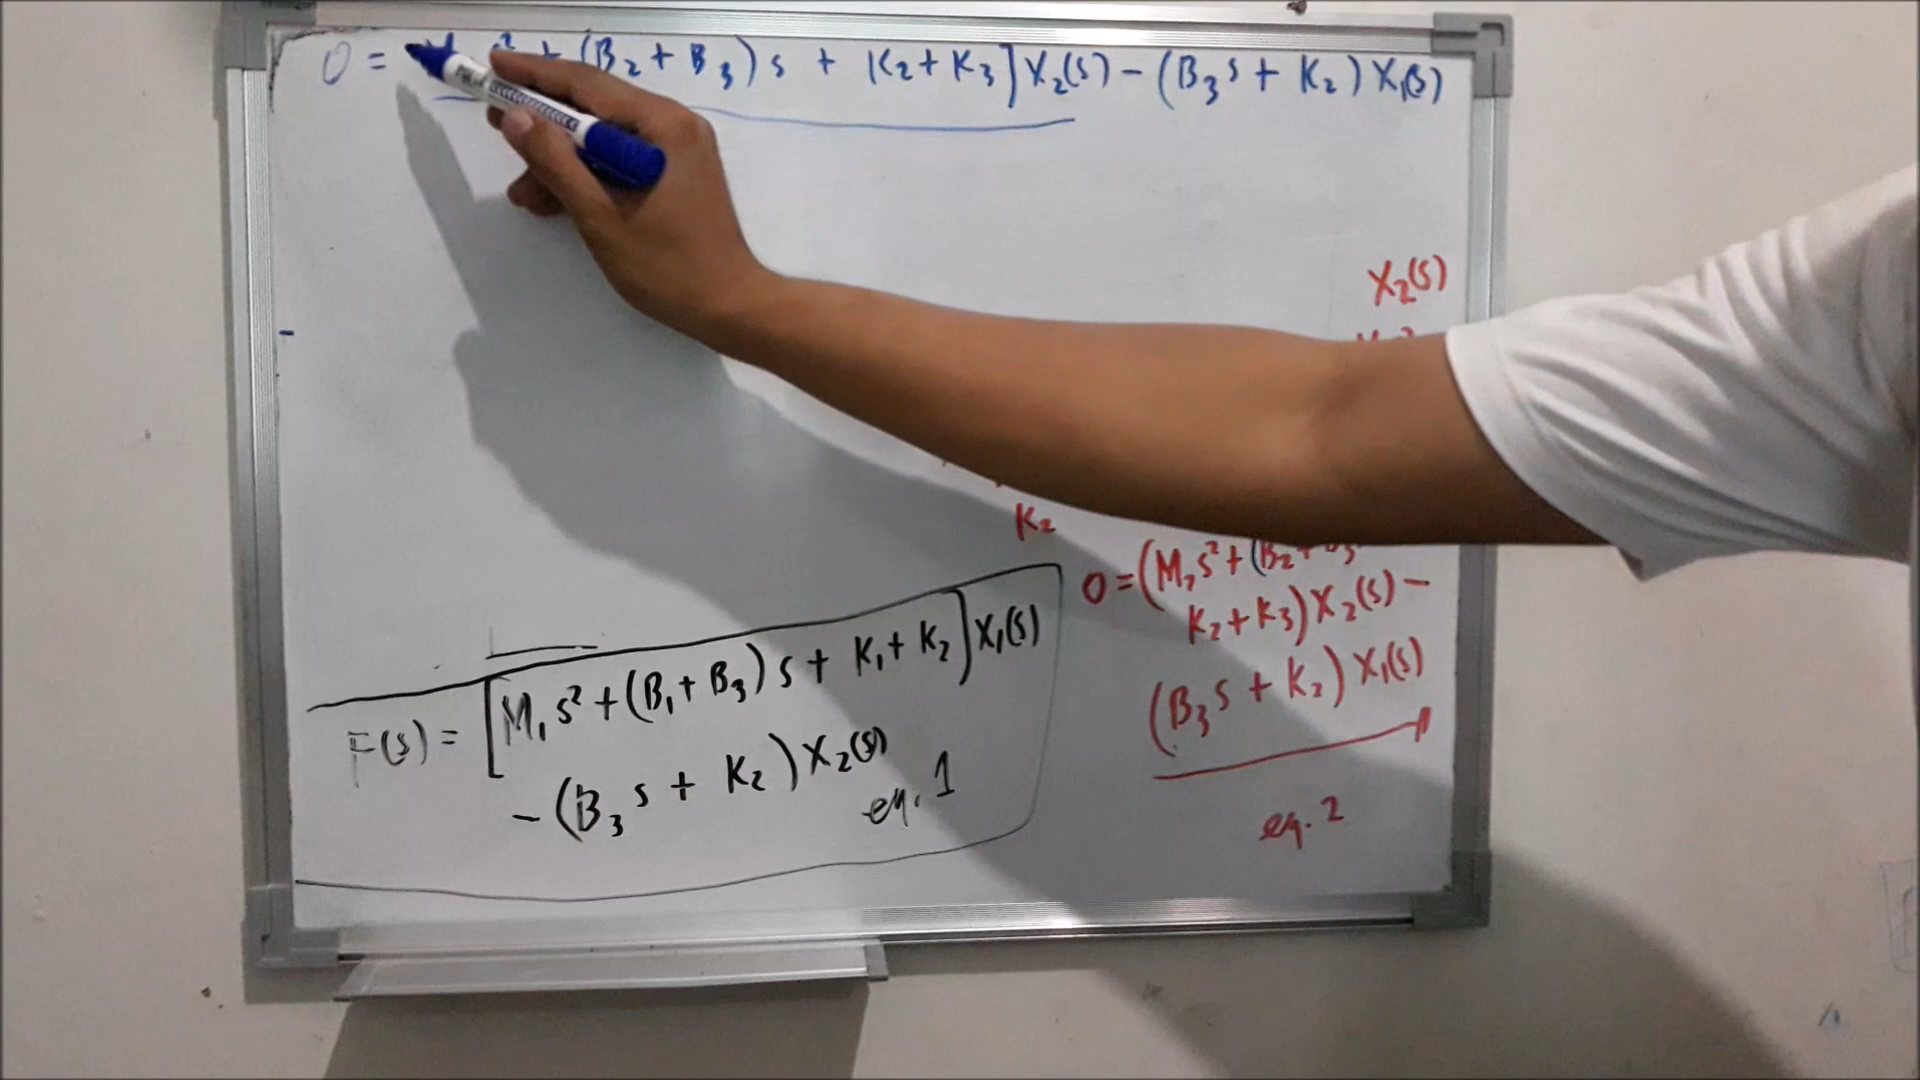 0 = s² + (B₂ + B₃) s + K₂ + K₃] X₂(s) − (B₃s + K₂) X₁(s)
X₂(s)
K₂
0 = (M₂s² + (B₂ + B₃
K₂ + K₃) X₂(s) −
(B₃s + K₂) X₁(s)
eq. 2
F(s) = [M₁s² + (B₁ + B₃) s + K₁ + K₂] X₁(s)
− (B₃s + K₂) X₂(s)
eq. 1